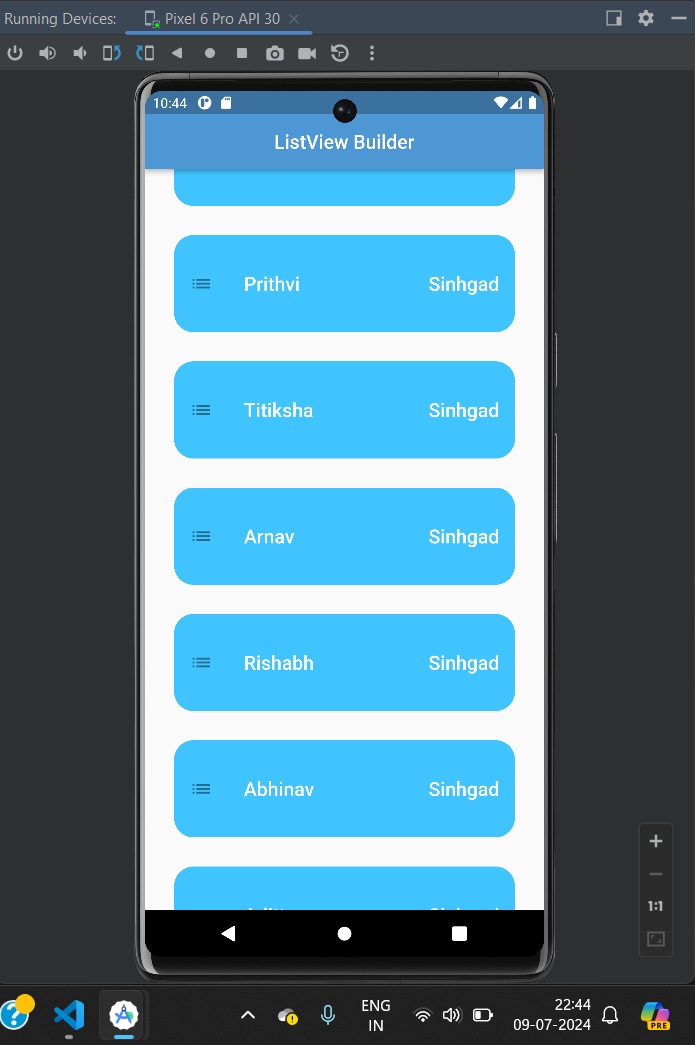 Running Devices: Pixel 6 Pro API 30
10:44
ListView Builder
Prithvi Sinhgad
Titiksha Sinhgad
Arnav Sinhgad
Rishabh Sinhgad
Abhinav Sinhgad
1:1
ENG 22:44
IN 09-07-2024
PRE